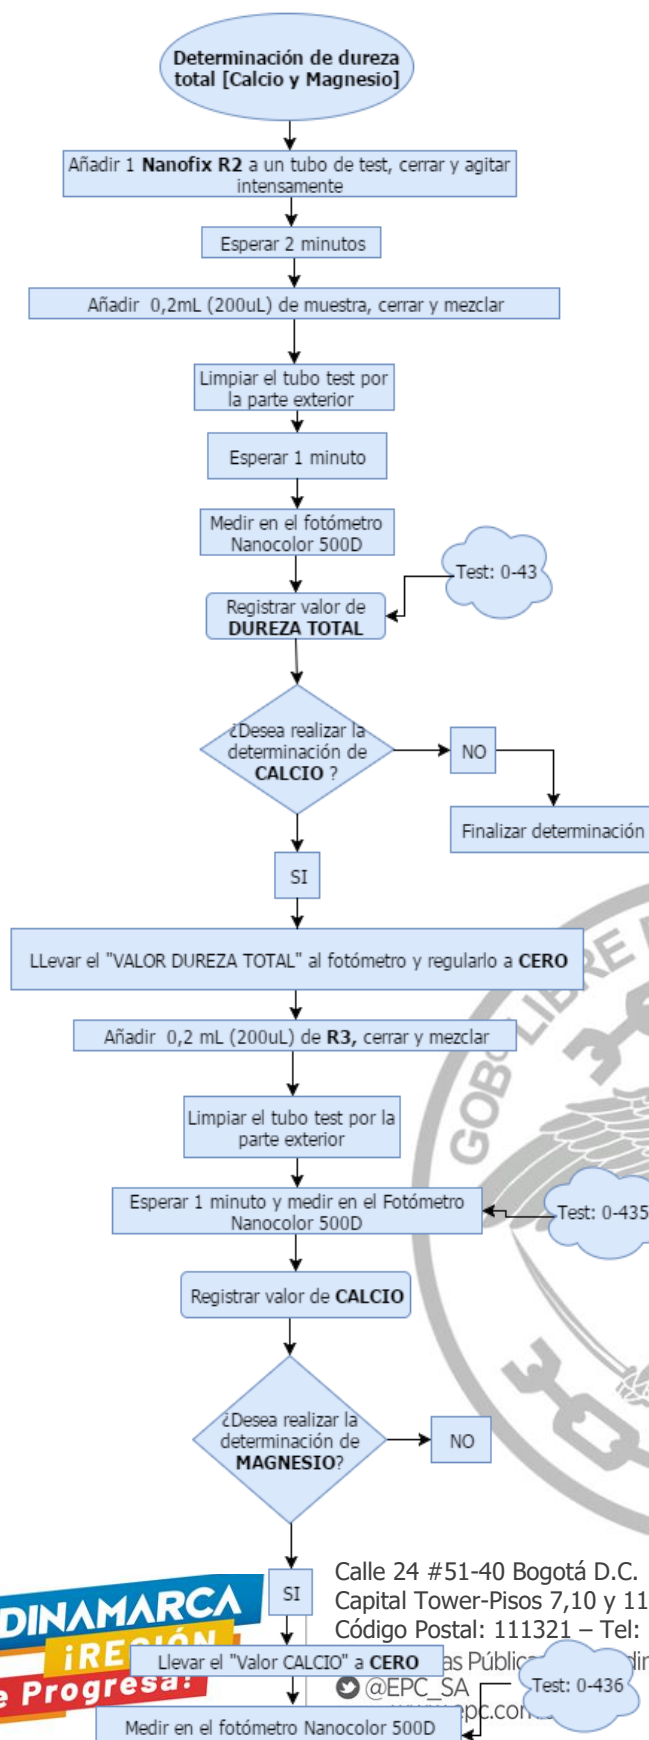 Determinación de dureza
total [Calcio y Magnesio]
Añadir 1 Nanofix R2 a un tubo de test, cerrar y agitar
intensamente
Esperar 2 minutos
Añadir 0,2mL (200uL) de muestra, cerrar y mezclar
Limpiar el tubo test por
la parte exterior
Esperar 1 minuto
Medir en el fotómetro
Nanocolor 500D
Test: 0-43
Registrar valor de
DUREZA TOTAL
¿Desea realizar la
determinación de
CALCIO ?
NO
Finalizar determinación
SI
LLevar el "VALOR DUREZA TOTAL" al fotómetro y regularlo a CERO
Añadir 0,2 mL (200uL) de R3, cerrar y mezclar
Limpiar el tubo test por la
parte exterior
Esperar 1 minuto y medir en el Fotómetro
Nanocolor 500D
Test: 0-435
Registrar valor de CALCIO
¿Desea realizar la
determinación de
MAGNESIO?
NO
SI
Llevar el "Valor CALCIO" a CERO
Test: 0-436
Medir en el fotómetro Nanocolor 500D
GOBº LIBRE
DINAMARCA
¡REGIÓN
Progresa!
Calle 24 #51-40 Bogotá D.C.
Capital Tower-Pisos 7,10 y 11
Código Postal: 111321 – Tel:
@EPC_SA